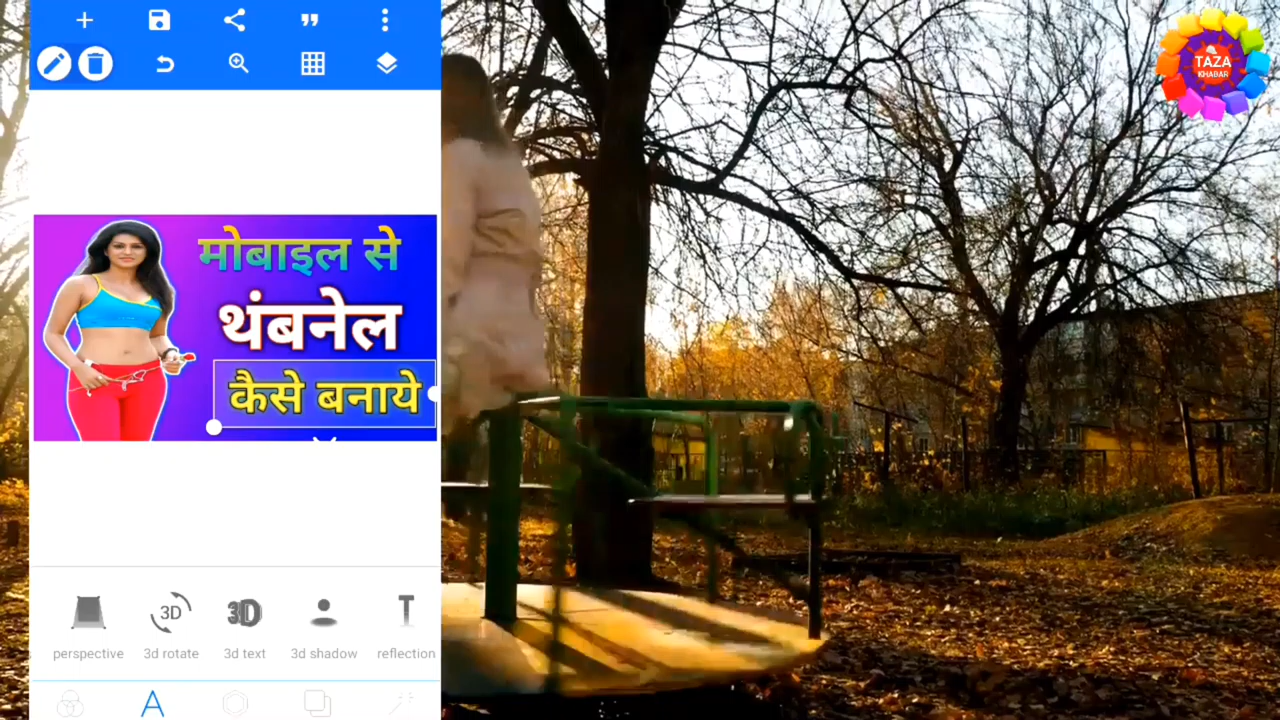 TAZA
KHABAR
मोबाइल से
थंबनेल
कैसे बनाये
perspective
3d rotate
3d text
3d shadow
reflection